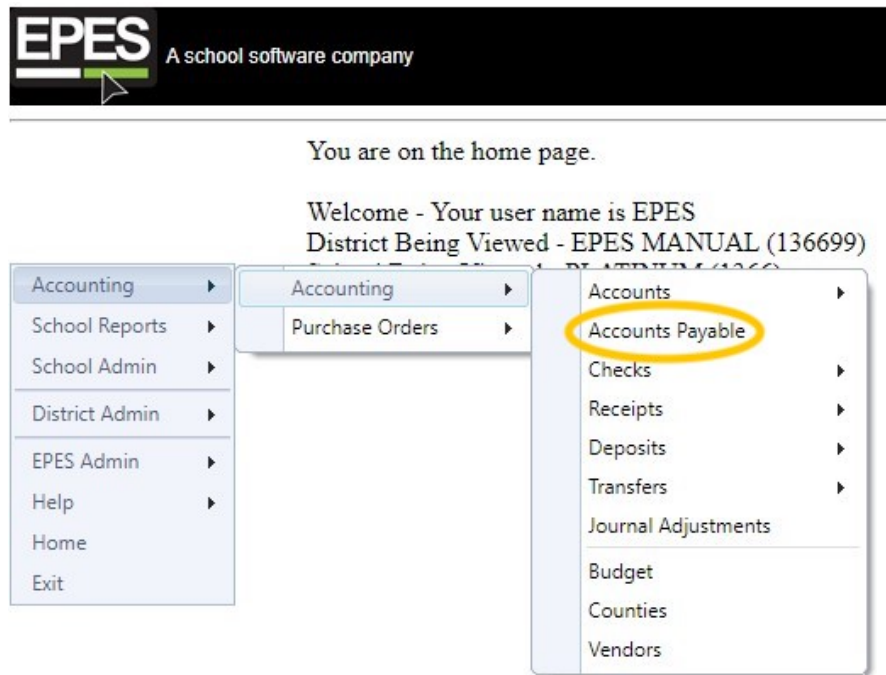 EPES A school software company
You are on the home page.
Welcome - Your user name is EPES
District Being Viewed - EPES MANUAL (136699)
Accounting
School Reports
School Admin
District Admin
EPES Admin
Help
Home
Exit
Accounting
Purchase Orders
Accounts
Accounts Payable
Checks
Receipts
Deposits
Transfers
Journal Adjustments
Budget
Counties
Vendors